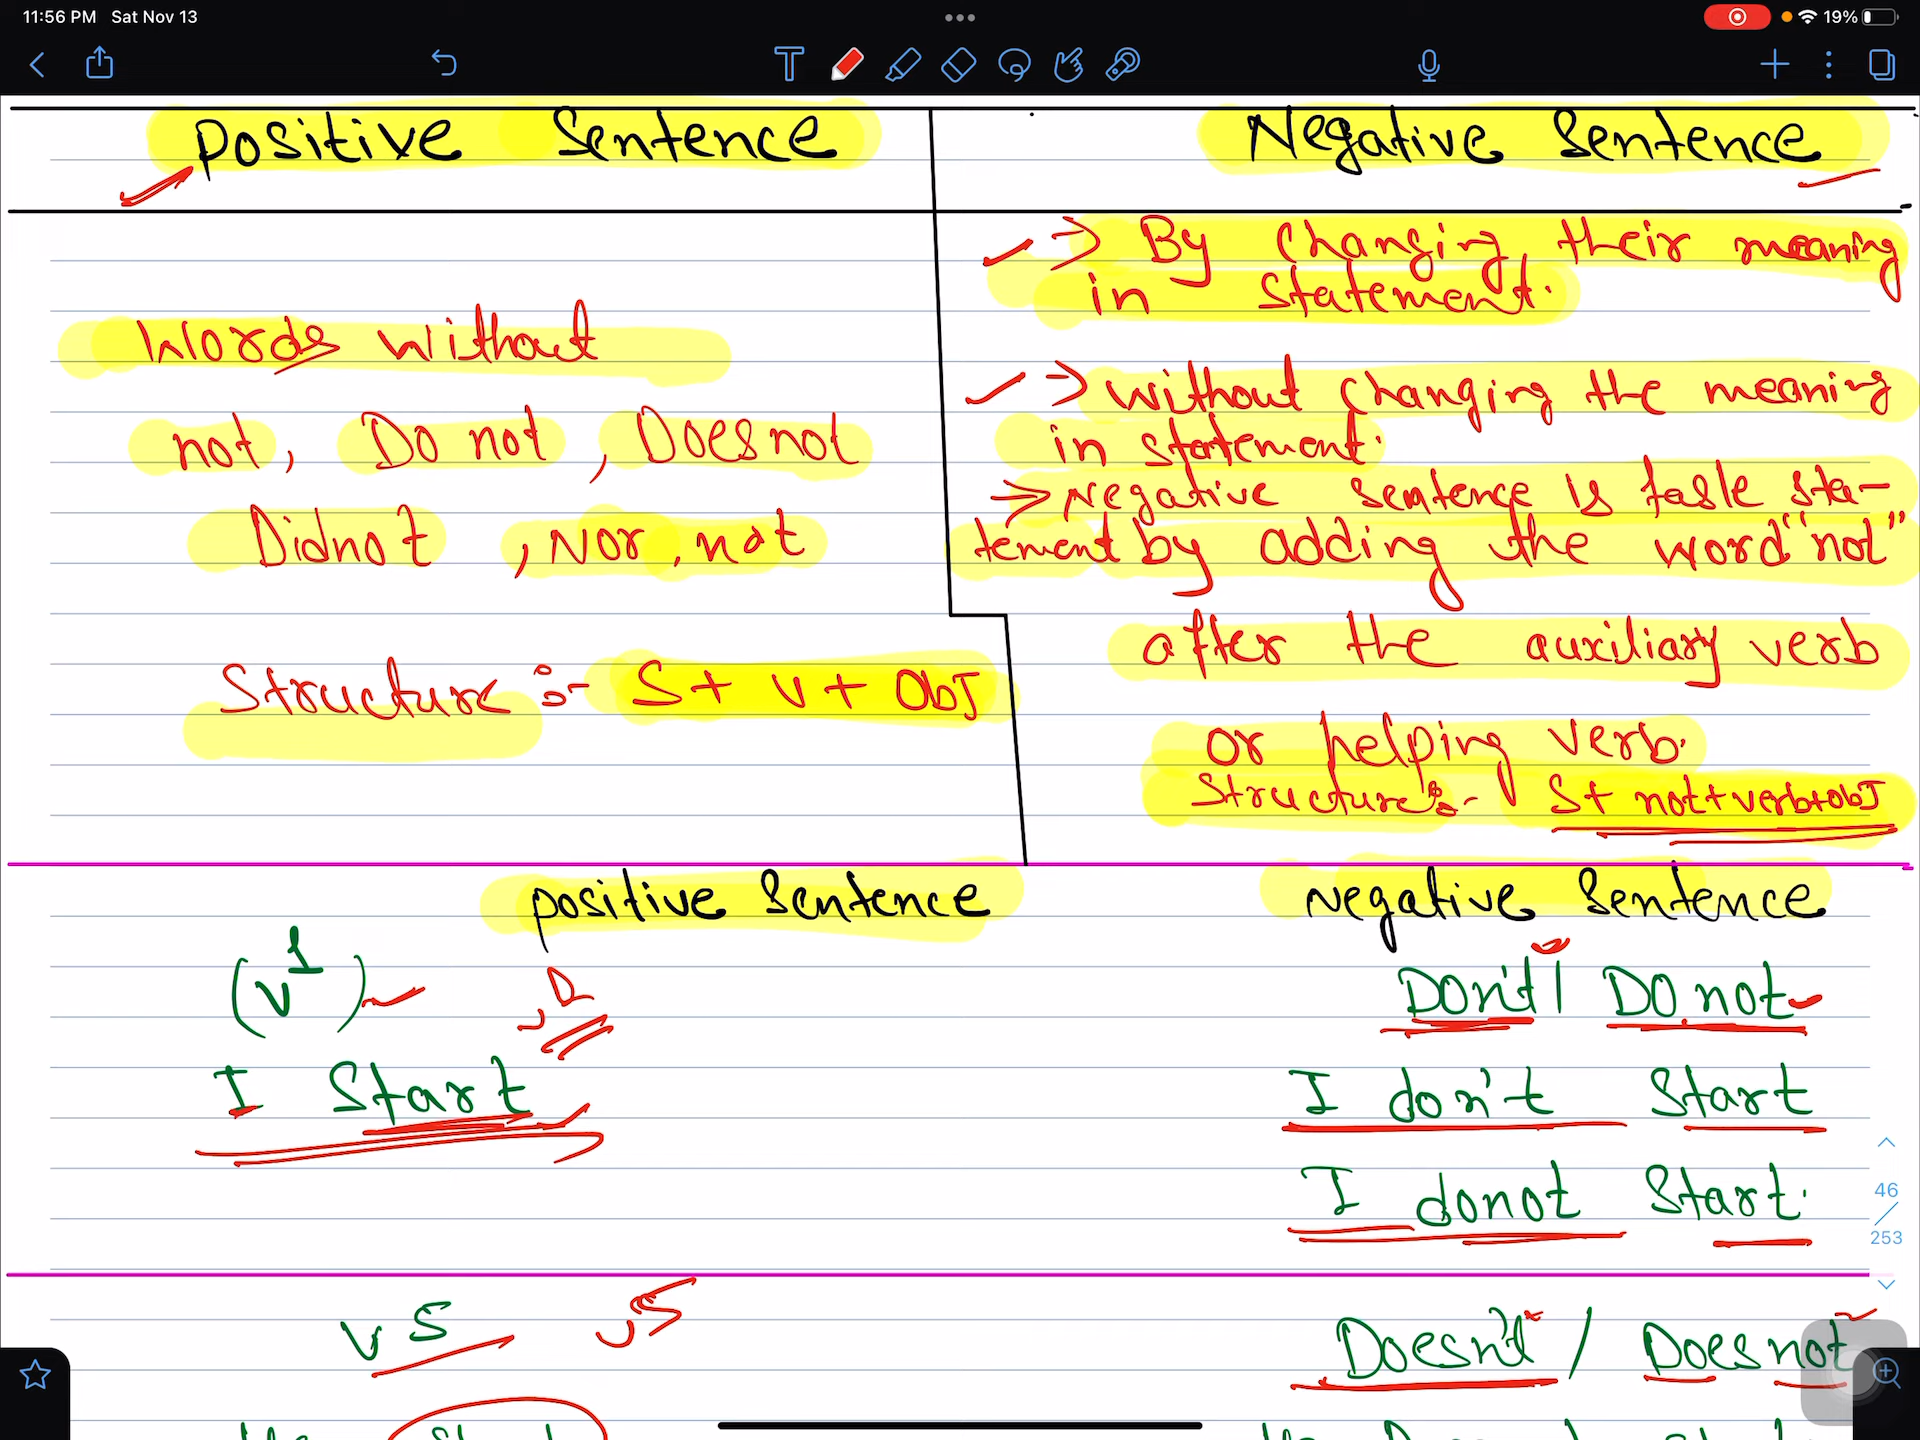 11:56 PM Sat Nov 13
19%
Positive Sentence
Negative Sentence
→ By changing their meaning
in statement.
Words without
→ without changing the meaning
in statement.
not, Do not, Does not
→ Negative sentence is fasle sta-
Didnot, Nor, not
tement by adding the word "not"
after the auxiliary verb
Structure :- S + V + ObJ
or helping verb.
Structure :- S+ not+verb+obJ
positive Sentence
negative Sentence
(V1)
Don't / DO not
I Start
I don't Start
I donot Start.
46
253
VS
VS
Doesn't / Does not